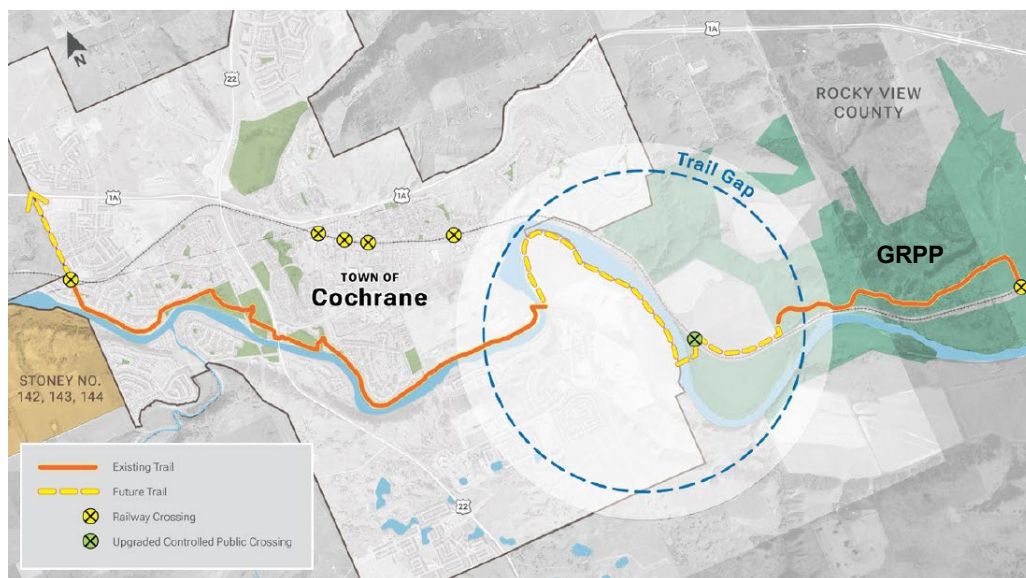 N
22
1A
ROCKY VIEW
COUNTY
Trail Gap
1A
1A
GRPP
TOWN OF
Cochrane
STONEY NO.
142, 143, 144
Existing Trail
Future Trail
Railway Crossing
Upgraded Controlled Public Crossing
22